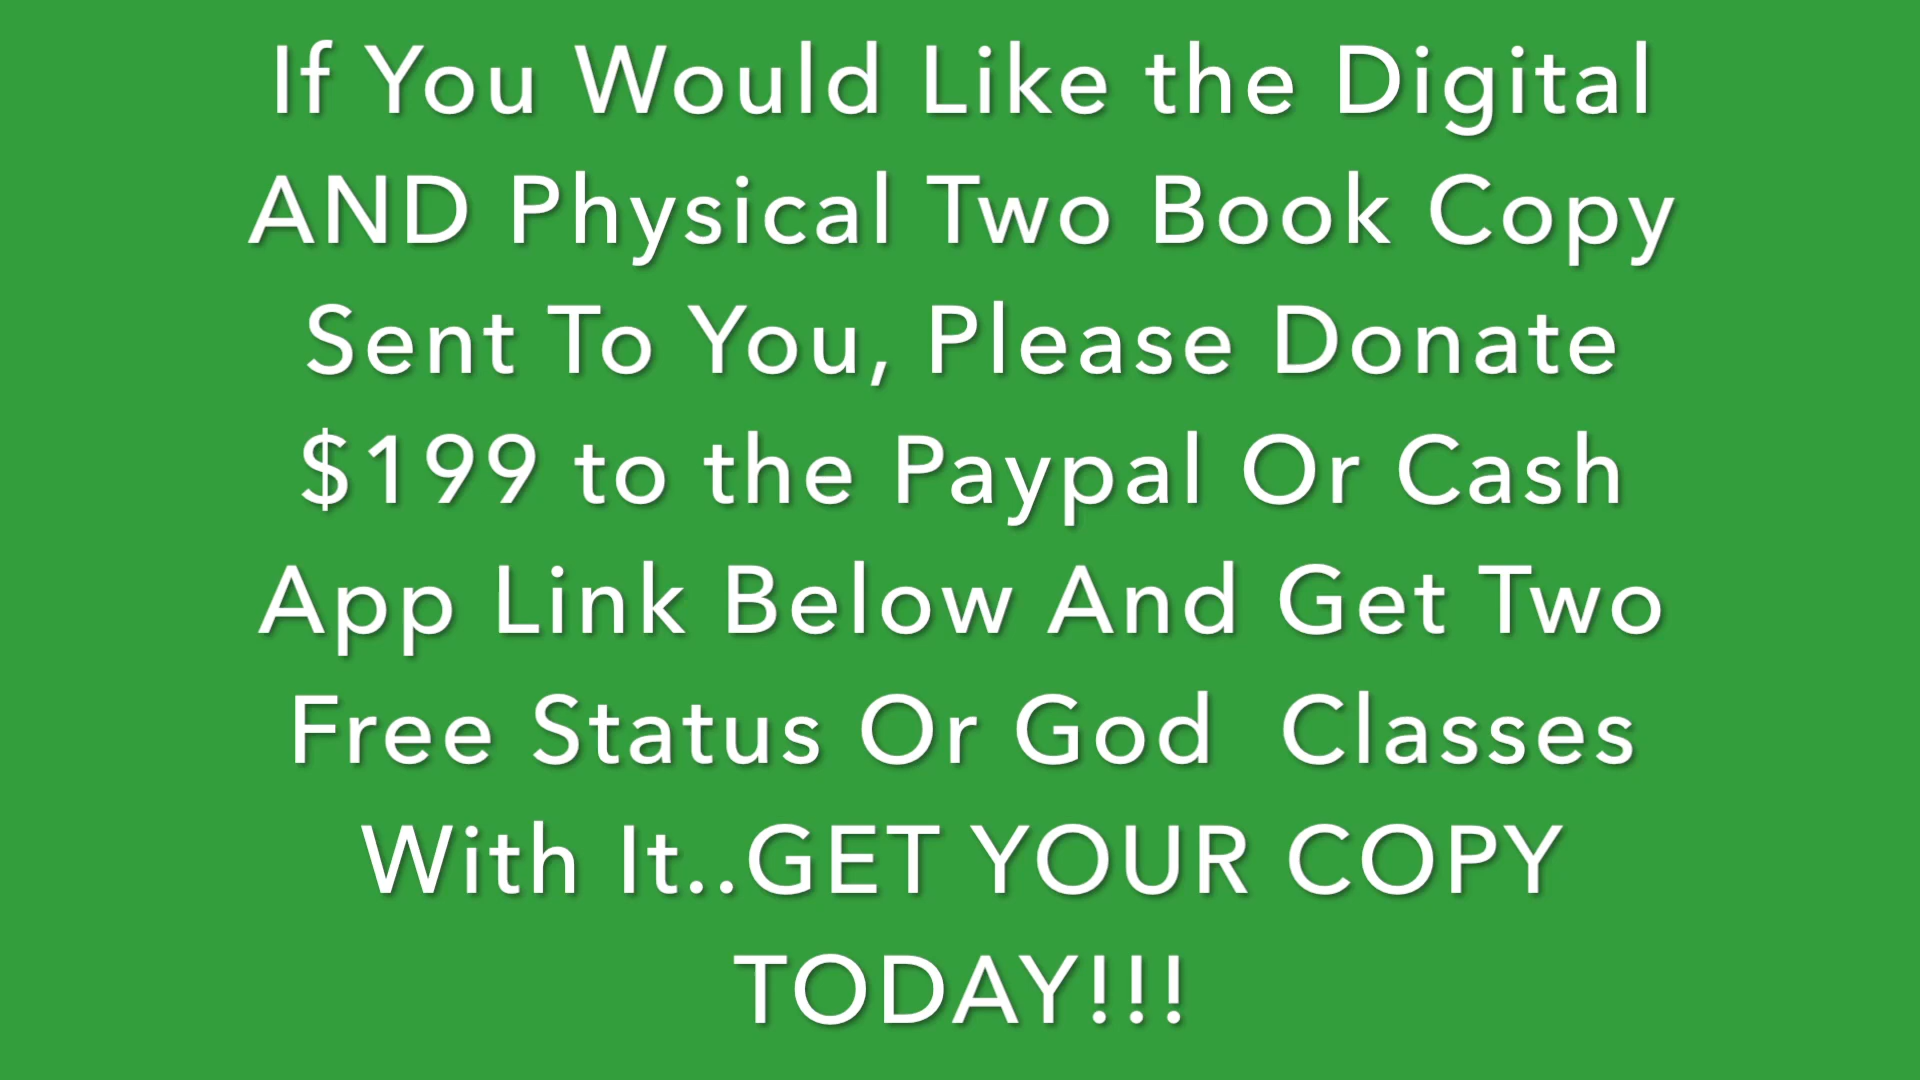 If You Would Like the Digital
AND Physical Two Book Copy
Sent To You, Please Donate
$199 to the Paypal Or Cash
App Link Below And Get Two
Free Status Or God  Classes
With It..GET YOUR COPY
TODAY!!!